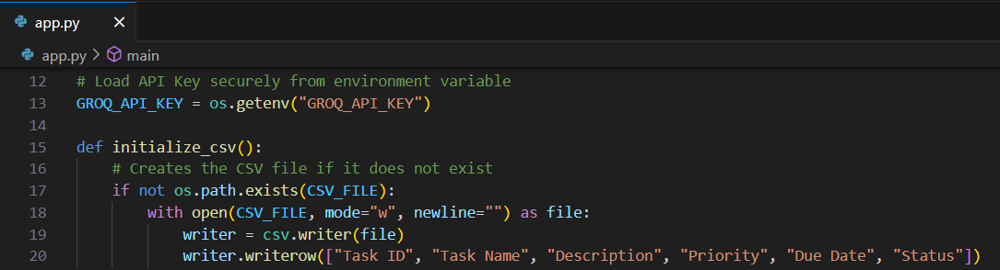 app.py ×
app.py > main
12 # Load API Key securely from environment variable
13 GROQ_API_KEY = os.getenv("GROQ_API_KEY")
14
15 def initialize_csv():
16     # Creates the CSV file if it does not exist
17     if not os.path.exists(CSV_FILE):
18         with open(CSV_FILE, mode="w", newline="") as file:
19             writer = csv.writer(file)
20             writer.writerow(["Task ID", "Task Name", "Description", "Priority", "Due Date", "Status"])